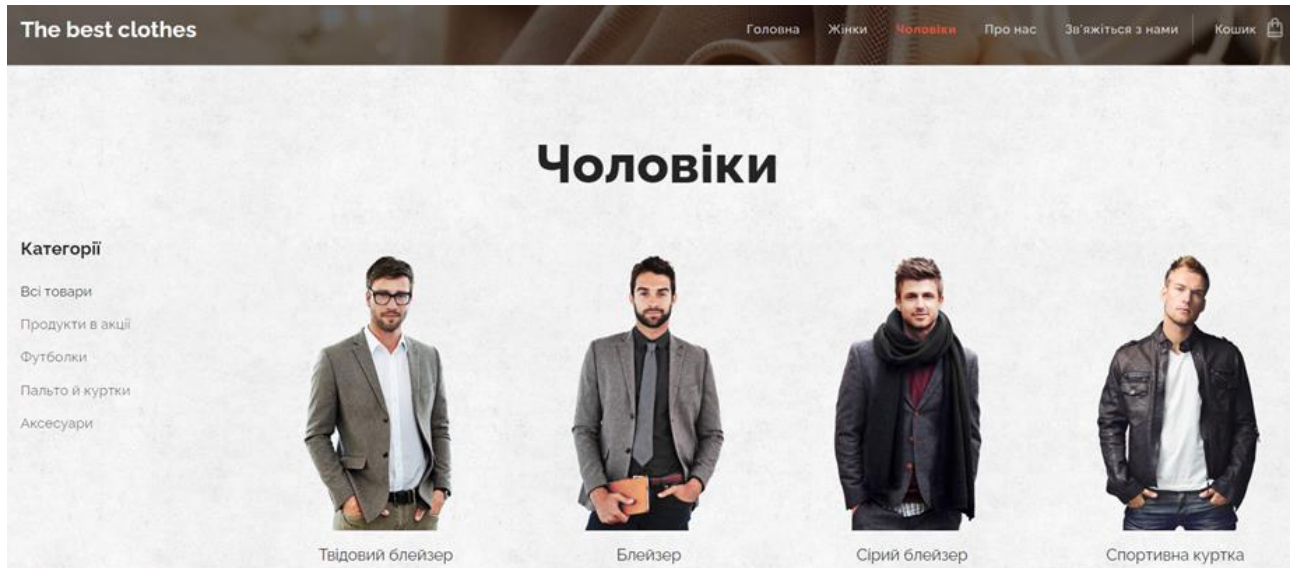 The best clothes
Головна Жінки Чоловіки Про нас Зв'яжіться з нами Кошик
Чоловіки
Категорії
Всі товари
Продукти в акції
Футболки
Пальто й куртки
Аксесуари
Твідовий блейзер Блейзер Сірий блейзер Спортивна куртка